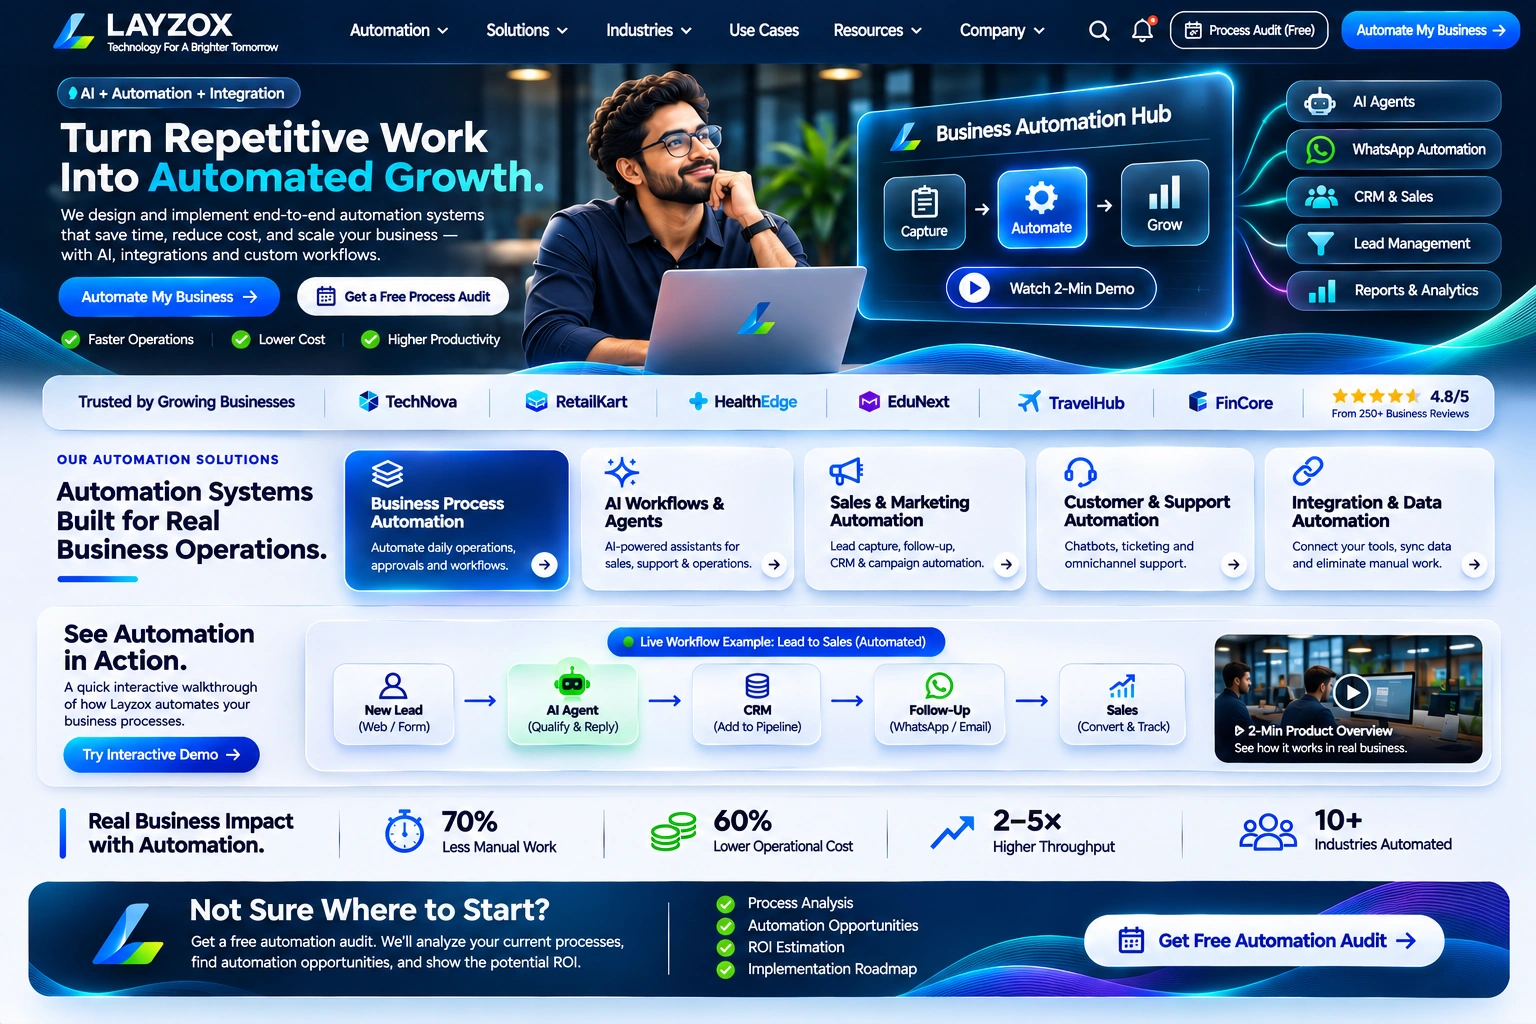 LAYZOX
Technology For A Brighter Tomorrow
Automation
Solutions
Industries
Use Cases
Resources
Company
Process Audit (Free)
Automate My Business
AI + Automation + Integration
Turn Repetitive Work
Into Automated Growth.
We design and implement end-to-end automation systems
that save time, reduce cost, and scale your business —
with AI, integrations and custom workflows.
Automate My Business
Get a Free Process Audit
Faster Operations
Lower Cost
Higher Productivity
Business Automation Hub
Capture
Automate
Grow
Watch 2-Min Demo
AI Agents
WhatsApp Automation
CRM & Sales
Lead Management
Reports & Analytics
Trusted by Growing Businesses
TechNova
RetailKart
HealthEdge
EduNext
TravelHub
FinCore
4.8/5
From 250+ Business Reviews
OUR AUTOMATION SOLUTIONS
Automation Systems
Built for Real
Business Operations.
Business Process
Automation
Automate daily operations,
approvals and workflows.
AI Workflows &
Agents
AI-powered assistants for
sales, support & operations.
Sales & Marketing
Automation
Lead capture, follow-up,
CRM & campaign automation.
Customer & Support
Automation
Chatbots, ticketing and
omnichannel support.
Integration & Data
Automation
Connect your tools, sync data
and eliminate manual work.
See Automation
in Action.
A quick interactive walkthrough
of how Layzox automates your
business processes.
Try Interactive Demo
Live Workflow Example: Lead to Sales (Automated)
New Lead
(Web / Form)
AI Agent
(Qualify & Reply)
CRM
(Add to Pipeline)
Follow-Up
(WhatsApp / Email)
Sales
(Convert & Track)
2-Min Product Overview
See how it works in real business.
Real Business Impact
with Automation.
70%
Less Manual Work
60%
Lower Operational Cost
2–5x
Higher Throughput
10+
Industries Automated
Not Sure Where to Start?
Get a free automation audit. We'll analyze your current processes,
find automation opportunities, and show the potential ROI.
Process Analysis
Automation Opportunities
ROI Estimation
Implementation Roadmap
Get Free Automation Audit